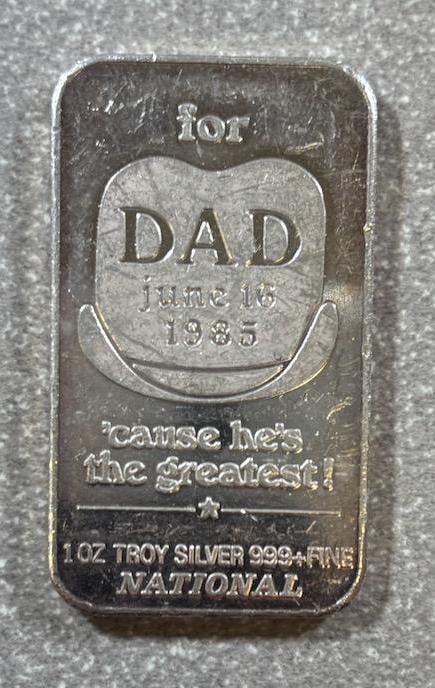 for
DAD
june 16
1985
'cause he's
the greatest!
1 OZ TROY SILVER 999+FINE
NATIONAL